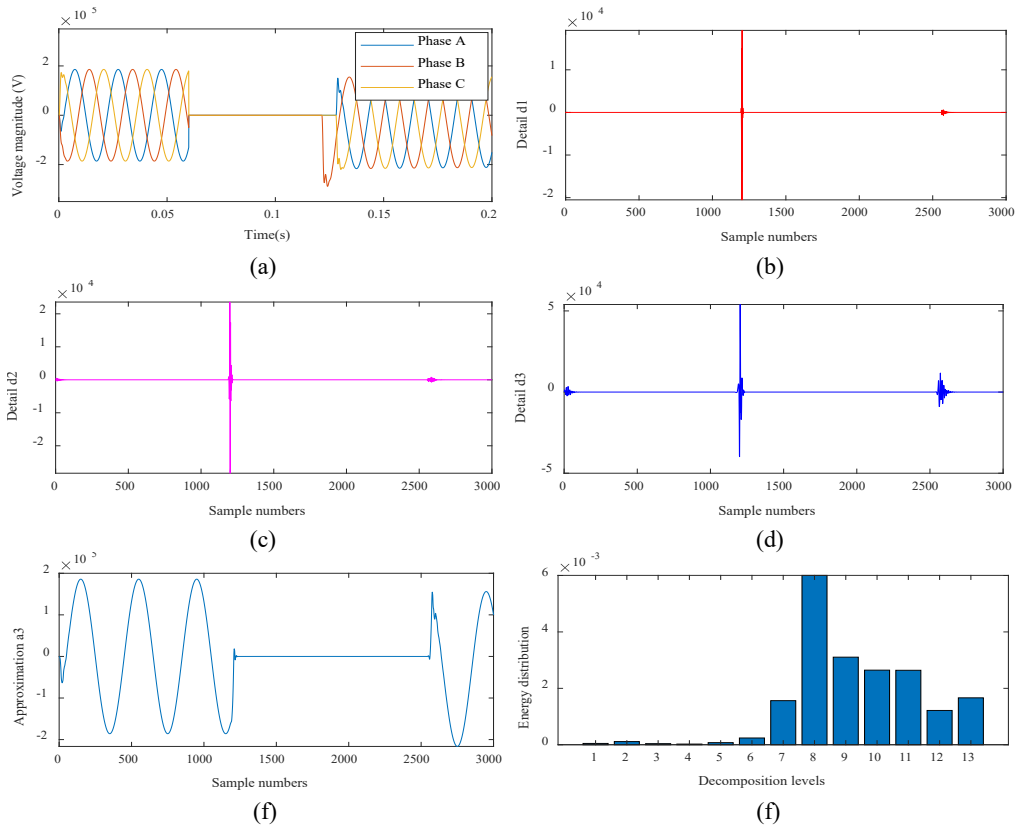 × 10 5
Voltage magnitude (V)
2
0
-2
Phase A
Phase B
Phase C
0 0.05 0.1 0.15 0.2
Time(s)
(a)
× 10 4
Detail d1
1
0
-1
-2
0 500 1000 1500 2000 2500 3000
Sample numbers
(b)
× 10 4
Detail d2
2
1
0
-1
-2
0 500 1000 1500 2000 2500 3000
Sample numbers
(c)
× 10 4
Detail d3
5
0
-5
0 500 1000 1500 2000 2500 3000
Sample numbers
(d)
× 10 5
Approximation a3
2
1
0
-1
-2
0 500 1000 1500 2000 2500 3000
Sample numbers
(f)
× 10 -3
Energy distribution
6
4
2
0
1 2 3 4 5 6 7 8 9 10 11 12 13
Decomposition levels
(f)